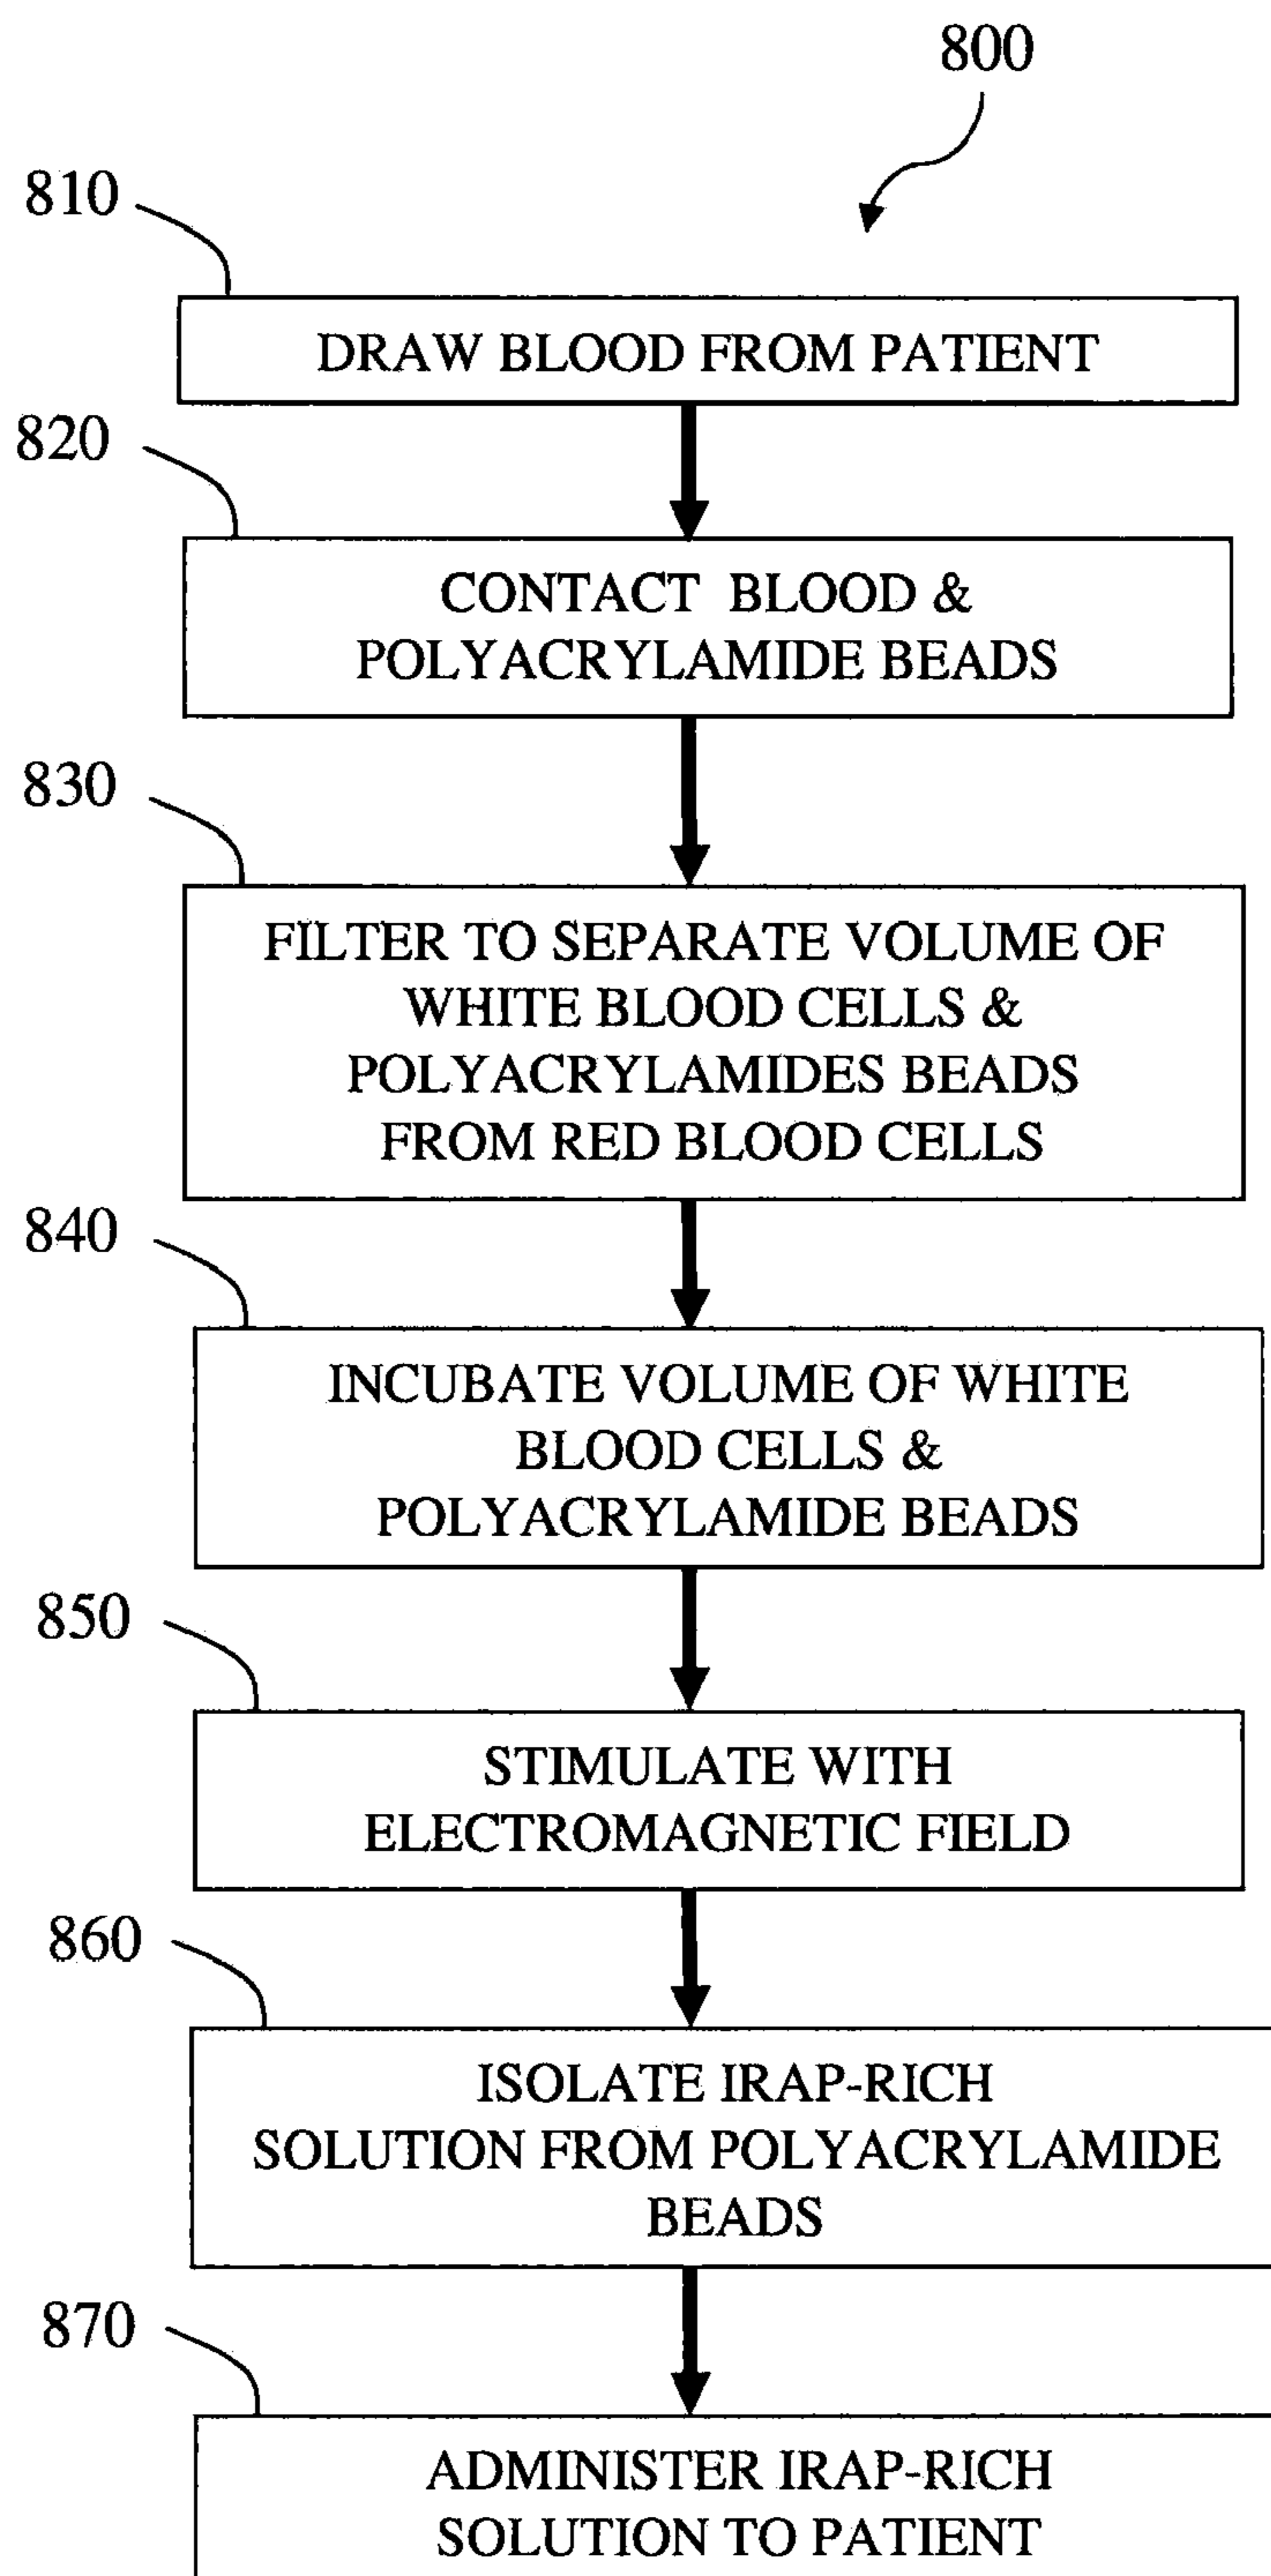 800
810
DRAW BLOOD FROM PATIENT
820
CONTACT BLOOD &
POLYACRYLAMIDE BEADS
830
FILTER TO SEPARATE VOLUME OF
WHITE BLOOD CELLS &
POLYACRYLAMIDES BEADS
FROM RED BLOOD CELLS
840
INCUBATE VOLUME OF WHITE
BLOOD CELLS &
POLYACRYLAMIDE BEADS
850
STIMULATE WITH
ELECTROMAGNETIC FIELD
860
ISOLATE IRAP-RICH
SOLUTION FROM POLYACRYLAMIDE
BEADS
870
ADMINISTER IRAP-RICH
SOLUTION TO PATIENT